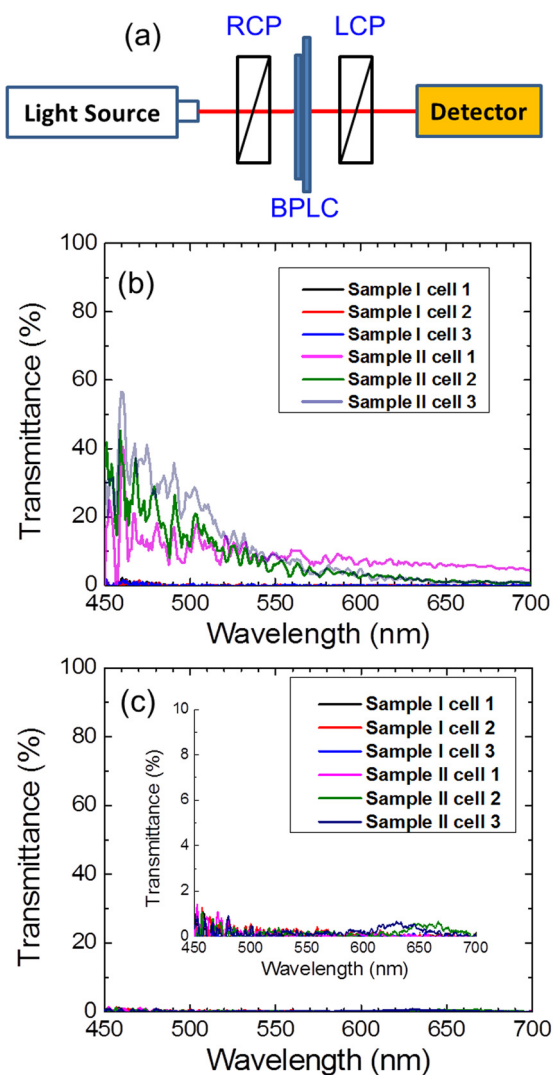 (a)
RCP
LCP
Light Source
Detector
BPLC
(b)
Transmittance (%)
100
80
60
40
20
0
Sample I cell 1
Sample I cell 2
Sample I cell 3
Sample II cell 1
Sample II cell 2
Sample II cell 3
450 500 550 600 650 700
Wavelength (nm)
(c)
Transmittance (%)
100
80
60
40
20
0
Sample I cell 1
Sample I cell 2
Sample I cell 3
Sample II cell 1
Sample II cell 2
Sample II cell 3
Transmittance (%)
10
8
6
4
2
0
450 500 550 600 650 700
Wavelength (nm)
450 500 550 600 650 700
Wavelength (nm)